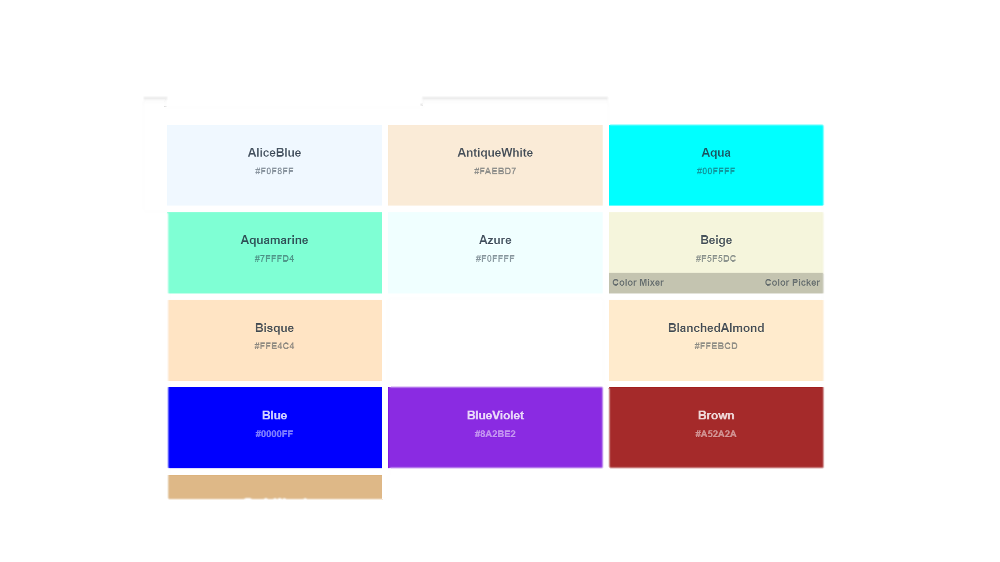 AliceBlue
#F0F8FF
AntiqueWhite
#FAEBD7
Aqua
#00FFFF
Aquamarine
#7FFFD4
Azure
#F0FFFF
Beige
#F5F5DC
Color Mixer
Color Picker
Bisque
#FFE4C4
BlanchedAlmond
#FFEBCD
Blue
#0000FF
BlueViolet
#8A2BE2
Brown
#A52A2A